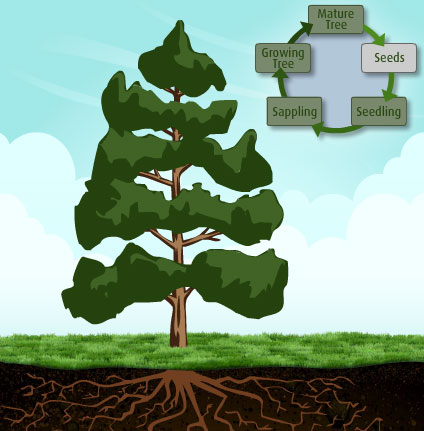 Mature
Tree
Seeds
Growing
Tree
Sappling
Seedling